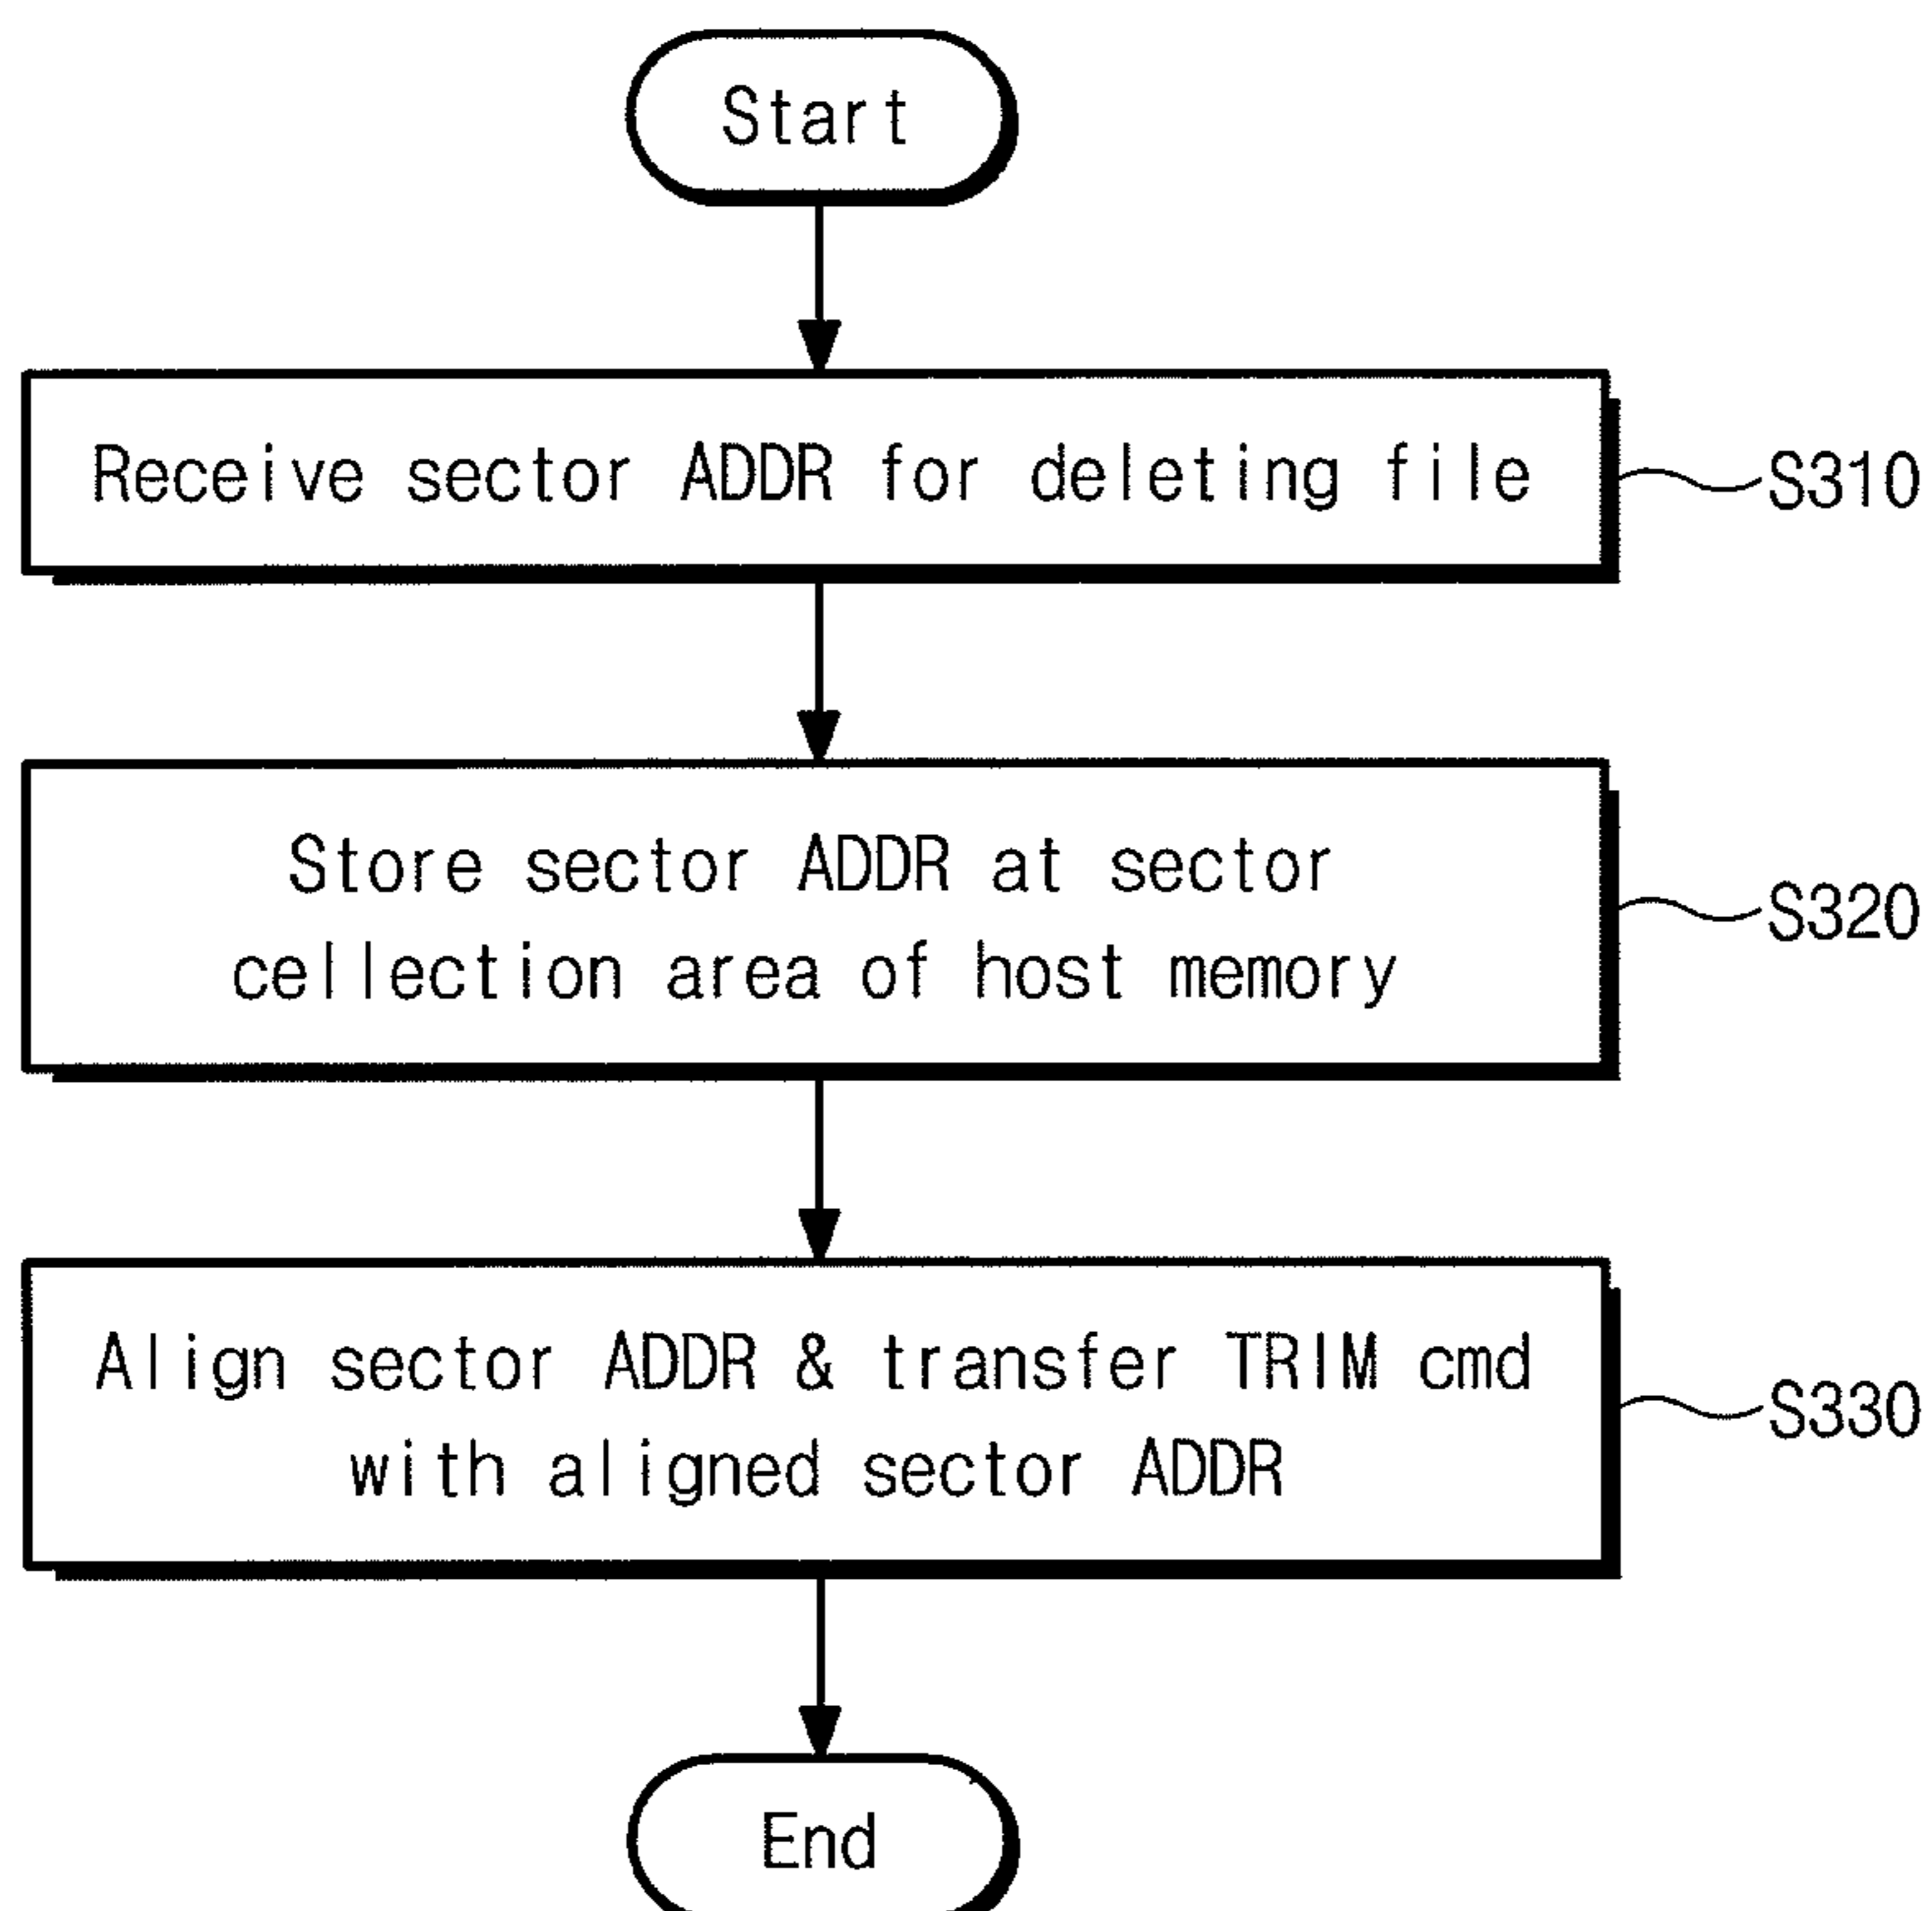 Start
Receive sector ADDR for deleting file
S310
Store sector ADDR at sector
cellection area of host memory
S320
Align sector ADDR & transfer TRIM cmd
with aligned sector ADDR
S330
End